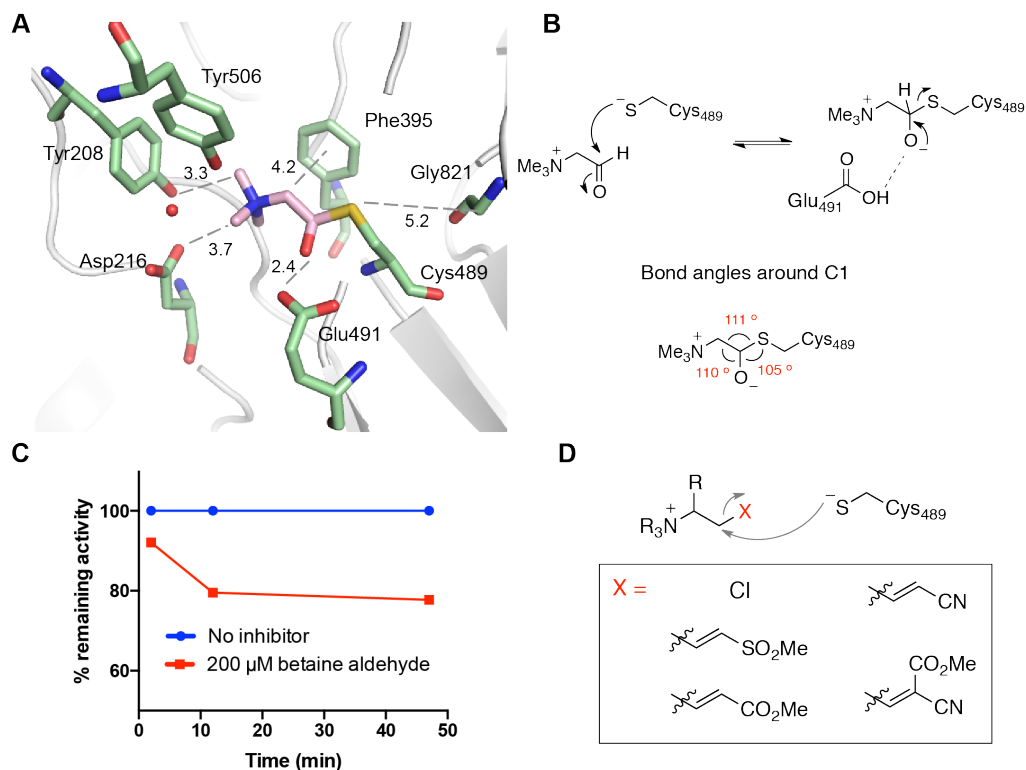 A
Tyr506
Phe395
Tyr208
Gly821
3.3
4.2
5.2
3.7
Asp216
2.4
Cys489
Glu491
B
H
S
Cys489
Me3N
+
H
O
−
S
Cys489
Me3N
+
O
−
O
OH
Glu491
Bond angles around C1
111 o
S
Cys489
Me3N
+
110 o
105 o
O
−
C
% remaining activity
100
80
60
No inhibitor
200 µM betaine aldehyde
0
10
20
30
40
50
Time (min)
D
R
X
R3N
+
−
S
Cys489
X =
Cl
CN
SO2Me
CO2Me
CO2Me
CN